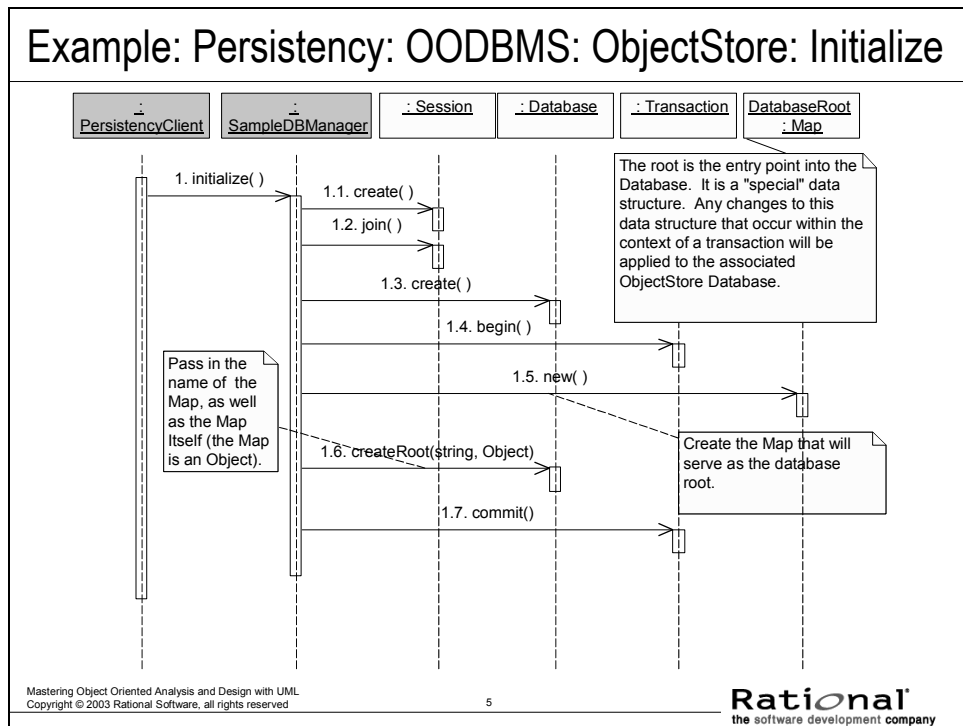 Example: Persistency: OODBMS: ObjectStore: Initialize
:
PersistencyClient
:
SampleDBManager
: Session
: Database
: Transaction
DatabaseRoot
: Map
The root is the entry point into the
Database. It is a "special" data
structure. Any changes to this
data structure that occur within the
context of a transaction will be
applied to the associated
ObjectStore Database.
1. initialize( )
1.1. create( )
1.2. join( )
1.3. create( )
1.4. begin( )
Pass in the
name of the
Map, as well
as the Map
Itself (the Map
is an Object).
1.5. new( )
Create the Map that will
serve as the database
root.
1.6. createRoot(string, Object)
1.7. commit()
Mastering Object Oriented Analysis and Design with UML
Copyright © 2003 Rational Software, all rights reserved
5
Rational
the software development company